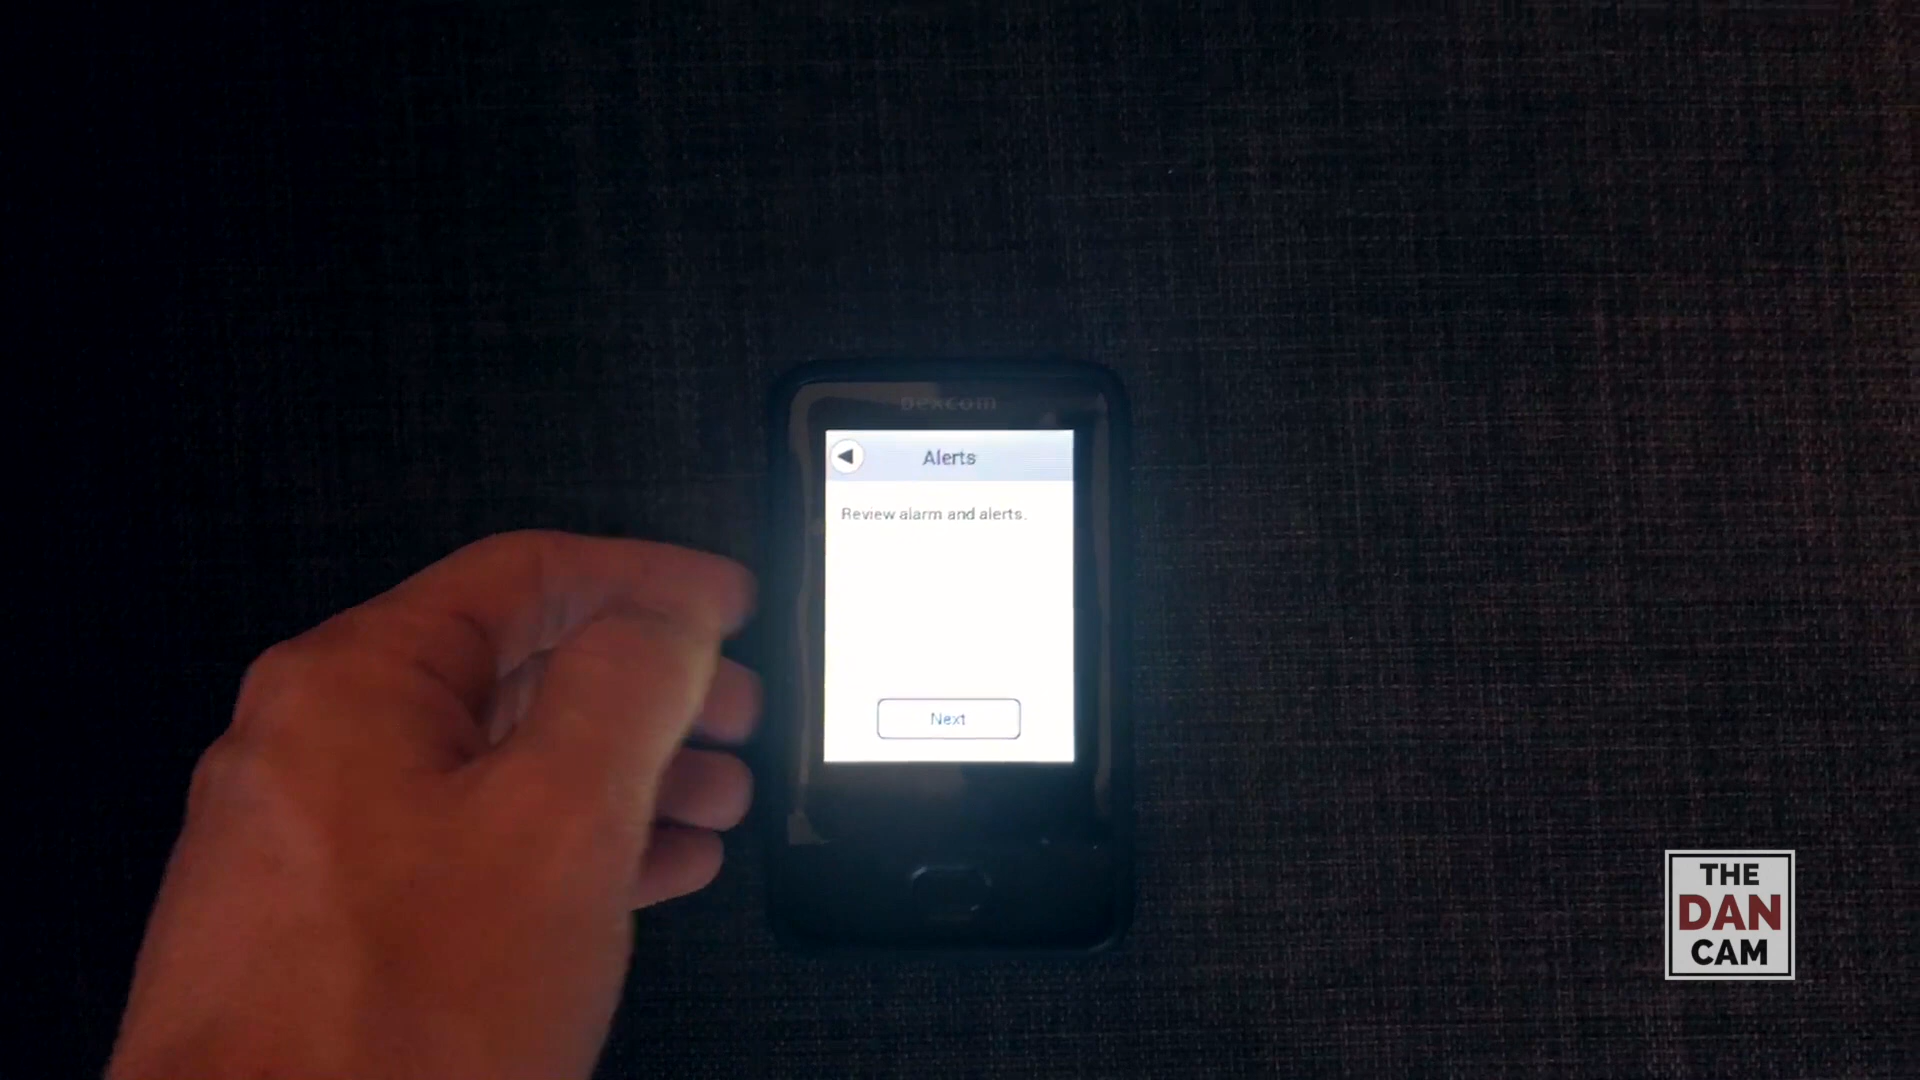 Dexcom
Alerts
Review alarm and alerts.
Next
THE
DAN
CAM